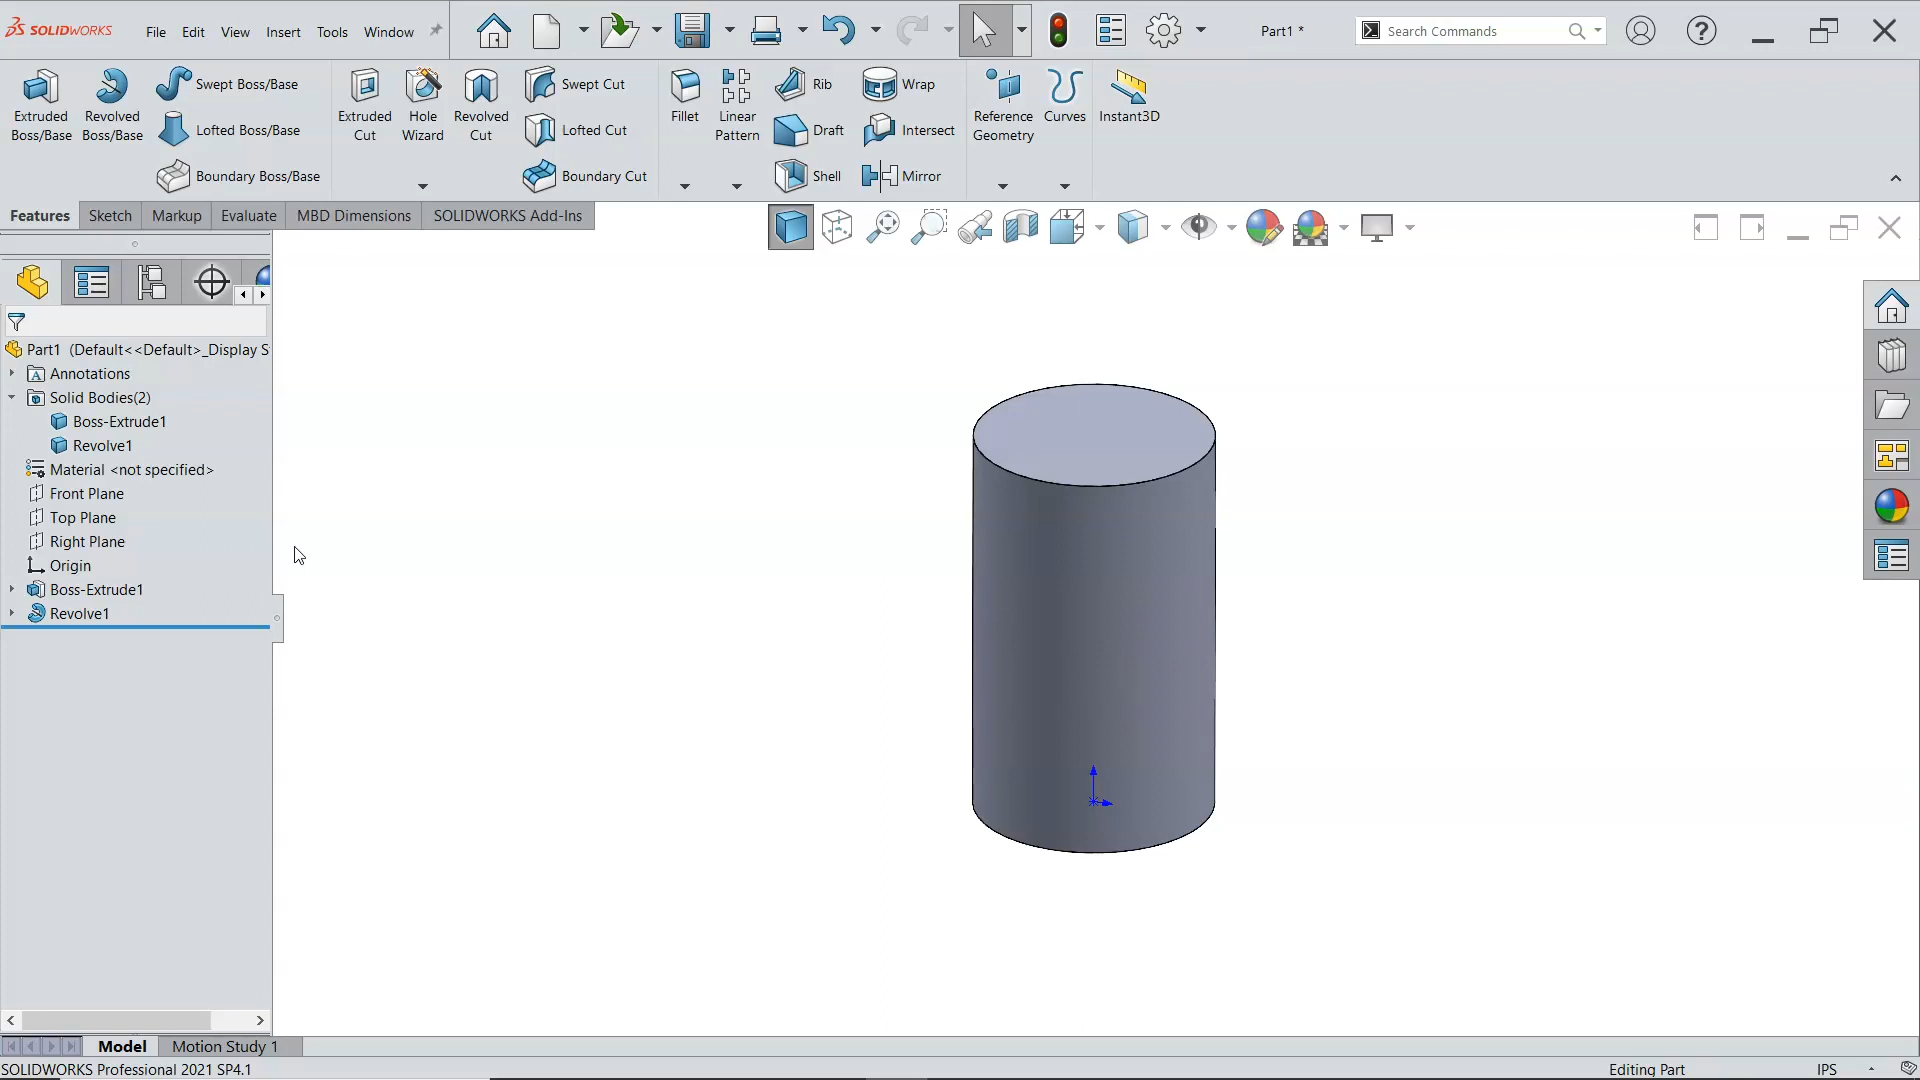 SOLIDWORKS File Edit View Insert Tools Window Part1 * Search Commands
Extruded Boss/Base
Revolved Boss/Base
Swept Boss/Base
Lofted Boss/Base
Boundary Boss/Base
Extruded Cut
Hole Wizard
Revolved Cut
Swept Cut
Lofted Cut
Boundary Cut
Fillet
Linear Pattern
Rib
Draft
Shell
Wrap
Intersect
Mirror
Reference Geometry
Curves
Instant3D
Features Sketch Markup Evaluate MBD Dimensions SOLIDWORKS Add-Ins
Part1 (Default<<Default>_Display S
Annotations
Solid Bodies(2)
Boss-Extrude1
Revolve1
Material <not specified>
Front Plane
Top Plane
Right Plane
Origin
Boss-Extrude1
Revolve1
Model Motion Study 1
SOLIDWORKS Professional 2021 SP4.1 Editing Part IPS